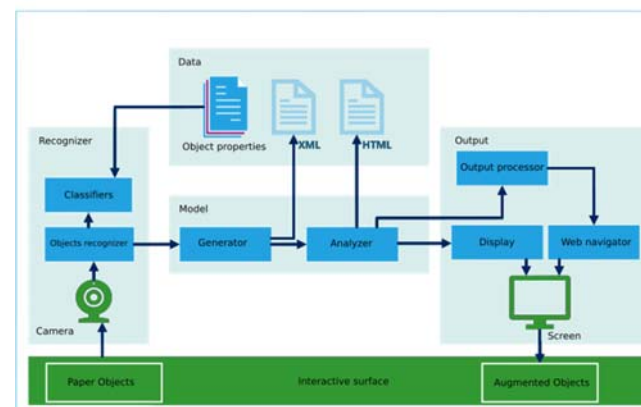 Data
Object properties
XML
HTML
Recognizer
Classifiers
Objects recognizer
Camera
Model
Generator
Analyzer
Output
Output processor
Display
Web navigator
Screen
Paper Objects
Interactive surface
Augmented Objects